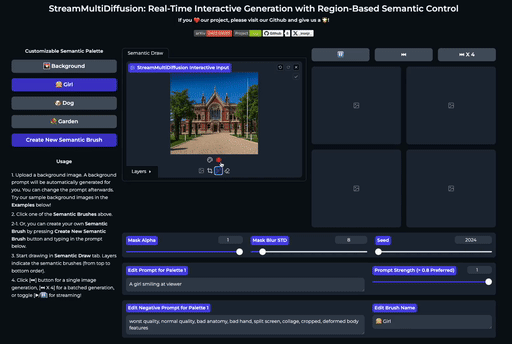 StreamMultiDiffusion: Real-Time Interactive Generation with Region-Based Semantic Control
If you ❤️ our project, please visit our Github and give us a 🌟!
Customizable Semantic Palette
Background
Girl
Dog
Garden
Create New Semantic Brush
Usage
1. Upload a background image. A background
prompt will be automatically generated for
you. You can change the prompt afterwards.
Try our sample background images in the
Examples below!
2. Click one of the Semantic Brushes above.
2-1. Or, you can create your own Semantic
Brush by pressing Create New Semantic
Brush button and typing in the prompt
below.
3. Start drawing in Semantic Draw tab. Layers
indicate the semantic brushes (from top to
bottom order).
4. Click [⏭] button for a single image
generation, [⏭ X 4] for a batched generation,
or toggle [▶/⏸] for streaming!
Semantic Draw
StreamMultiDiffusion Interactive Input
Layers
X 4
Mask Alpha
1
Mask Blur STD
8
Seed
2024
Edit Prompt for Palette 1
A girl smiling at viewer
Prompt Strength (> 0.8 Preferred)
1
Edit Negative Prompt for Palette 1
worst quality, normal quality, bad anatomy, bad hand, split screen, collage, cropped, deformed body
features
Edit Brush Name
Girl